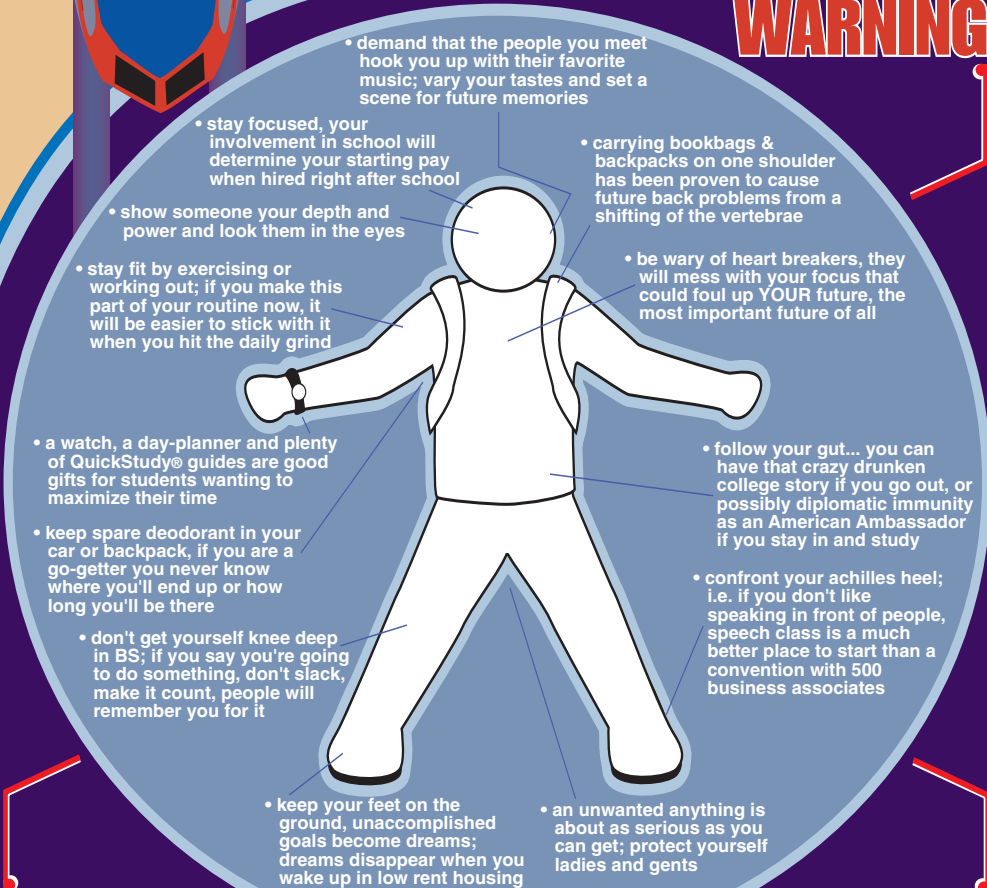 WARNING
• demand that the people you meet
hook you up with their favorite
music; vary your tastes and set a
scene for future memories
• stay focused, your
involvement in school will
determine your starting pay
when hired right after school
• carrying bookbags &
backpacks on one shoulder
has been proven to cause
future back problems from a
shifting of the vertebrae
• show someone your depth and
power and look them in the eyes
• be wary of heart breakers, they
will mess with your focus that
could foul up YOUR future, the
most important future of all
• stay fit by exercising or
working out; if you make this
part of your routine now, it
will be easier to stick with it
when you hit the daily grind
• a watch, a day-planner and plenty
of QuickStudy® guides are good
gifts for students wanting to
maximize their time
• follow your gut... you can
have that crazy drunken
college story if you go out, or
possibly diplomatic immunity
as an American Ambassador
if you stay in and study
• keep spare deodorant in your
car or backpack, if you are a
go-getter you never know
where you'll end up or how
long you'll be there
• confront your achilles heel;
i.e. if you don't like
speaking in front of people,
speech class is a much
better place to start than a
convention with 500
business associates
• don't get yourself knee deep
in BS; if you say you're going
to do something, don't slack,
make it count, people will
remember you for it
• keep your feet on the
ground, unaccomplished
goals become dreams;
dreams disappear when you
wake up in low rent housing
• an unwanted anything is
about as serious as you
can get; protect yourself
ladies and gents